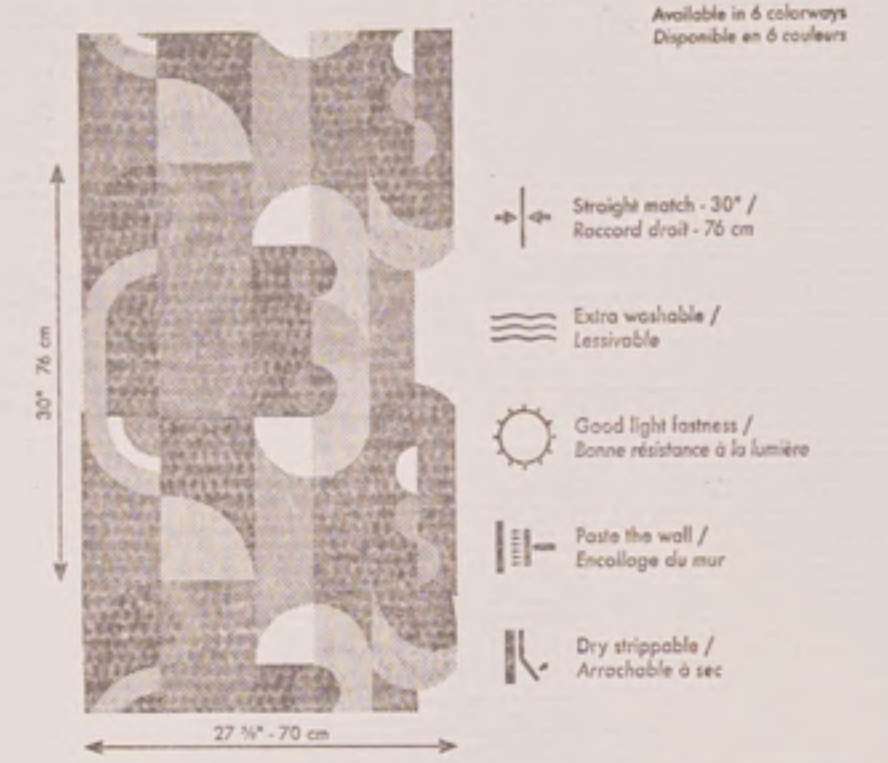 Available in 6 colorways
Disponible en 6 couleurs
Straight match - 30" /
Raccord droit - 76 cm
Extra washable /
Lessivable
30" 76 cm
Good light fastness /
Bonne résistance à la lumière
Paste the wall /
Encollage du mur
Dry strippable /
Arrachable à sec
27 ⅝" - 70 cm